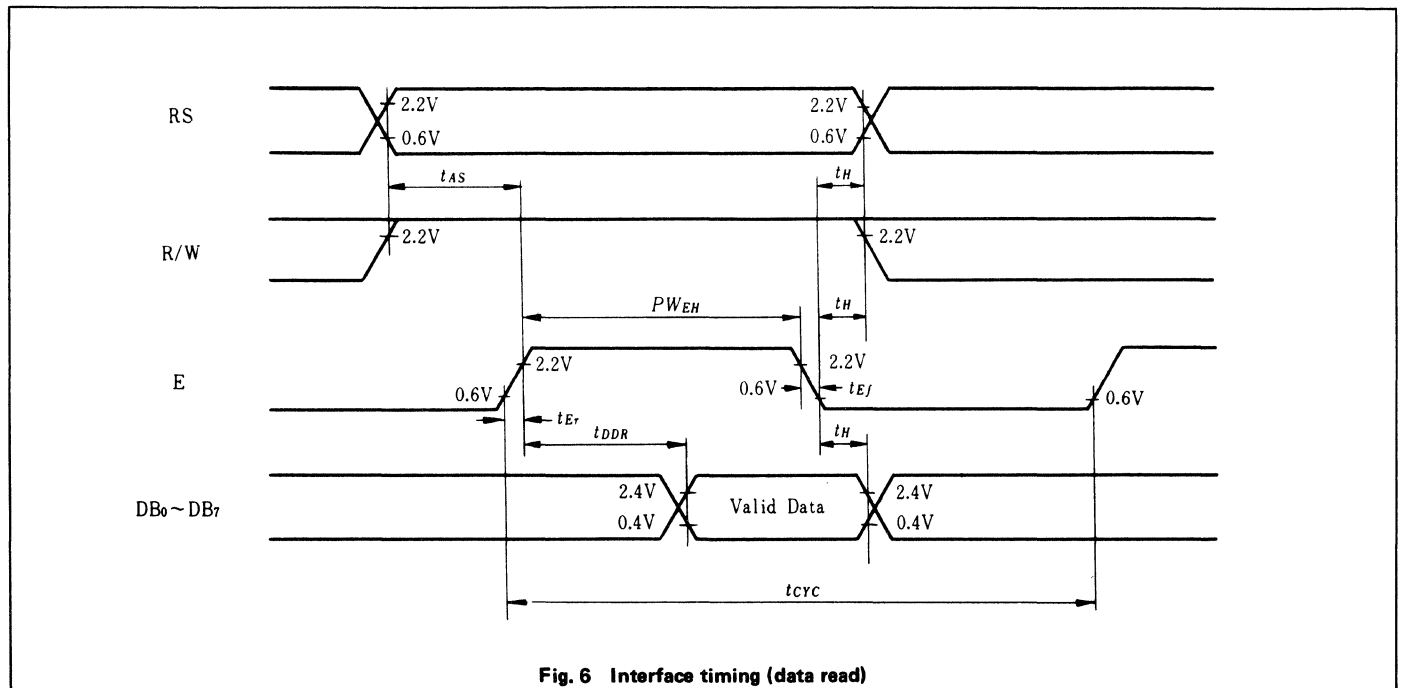 RS
2.2V
0.6V
2.2V
0.6V
tAS
tH
R/W
2.2V
2.2V
PWEH
tH
E
0.6V
2.2V
0.6V
2.2V
tEf
0.6V
tEr
tDDR
tH
DB₀~DB₇
2.4V
0.4V
Valid Data
2.4V
0.4V
tCYC
Fig. 6 Interface timing (data read)